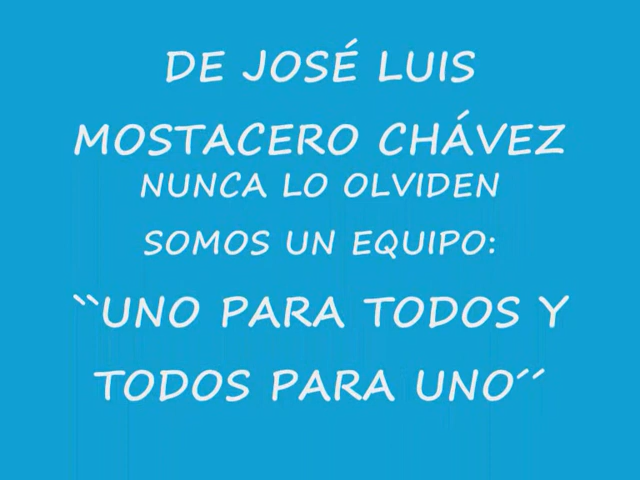 DE JOSÉ LUIS
MOSTACERO CHÁVEZ
NUNCA LO OLVIDEN
SOMOS UN EQUIPO:
``UNO PARA TODOS Y
TODOS PARA UNO´´